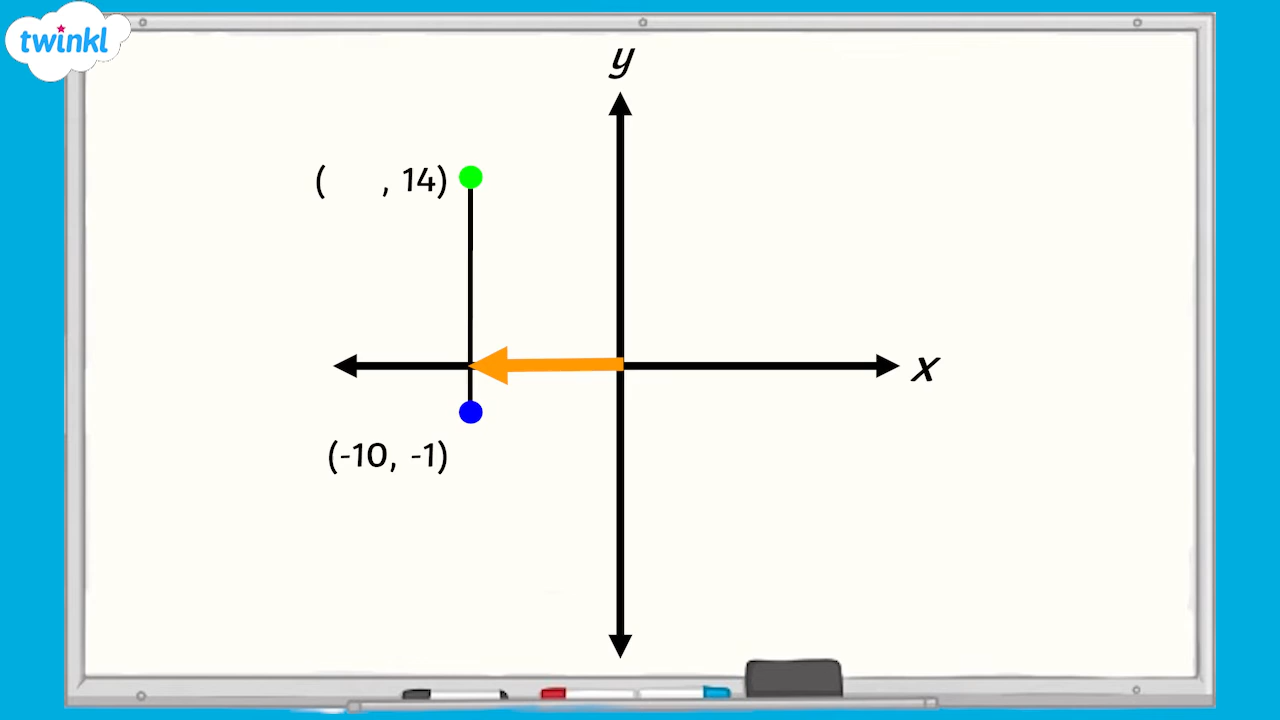 twinkl
y
( , 14)
x
(-10, -1)